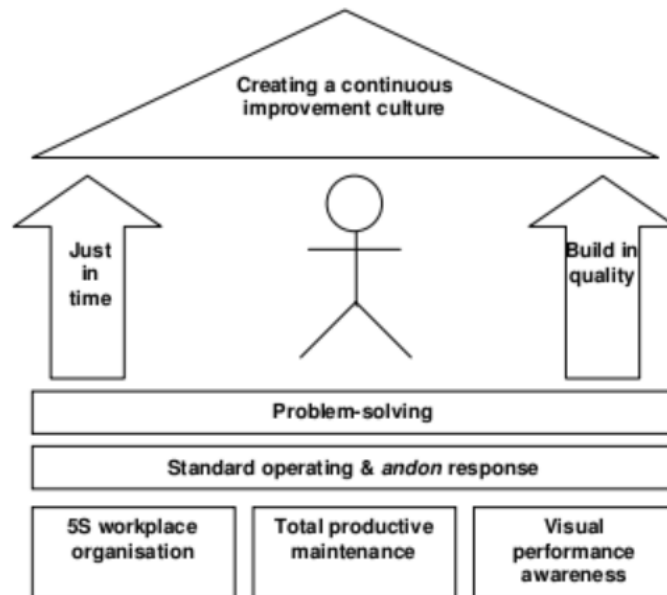 Creating a continuous
improvement culture
Just
in
time
Build in
quality
Problem-solving
Standard operating & andon response
5S workplace
organisation
Total productive
maintenance
Visual
performance
awareness